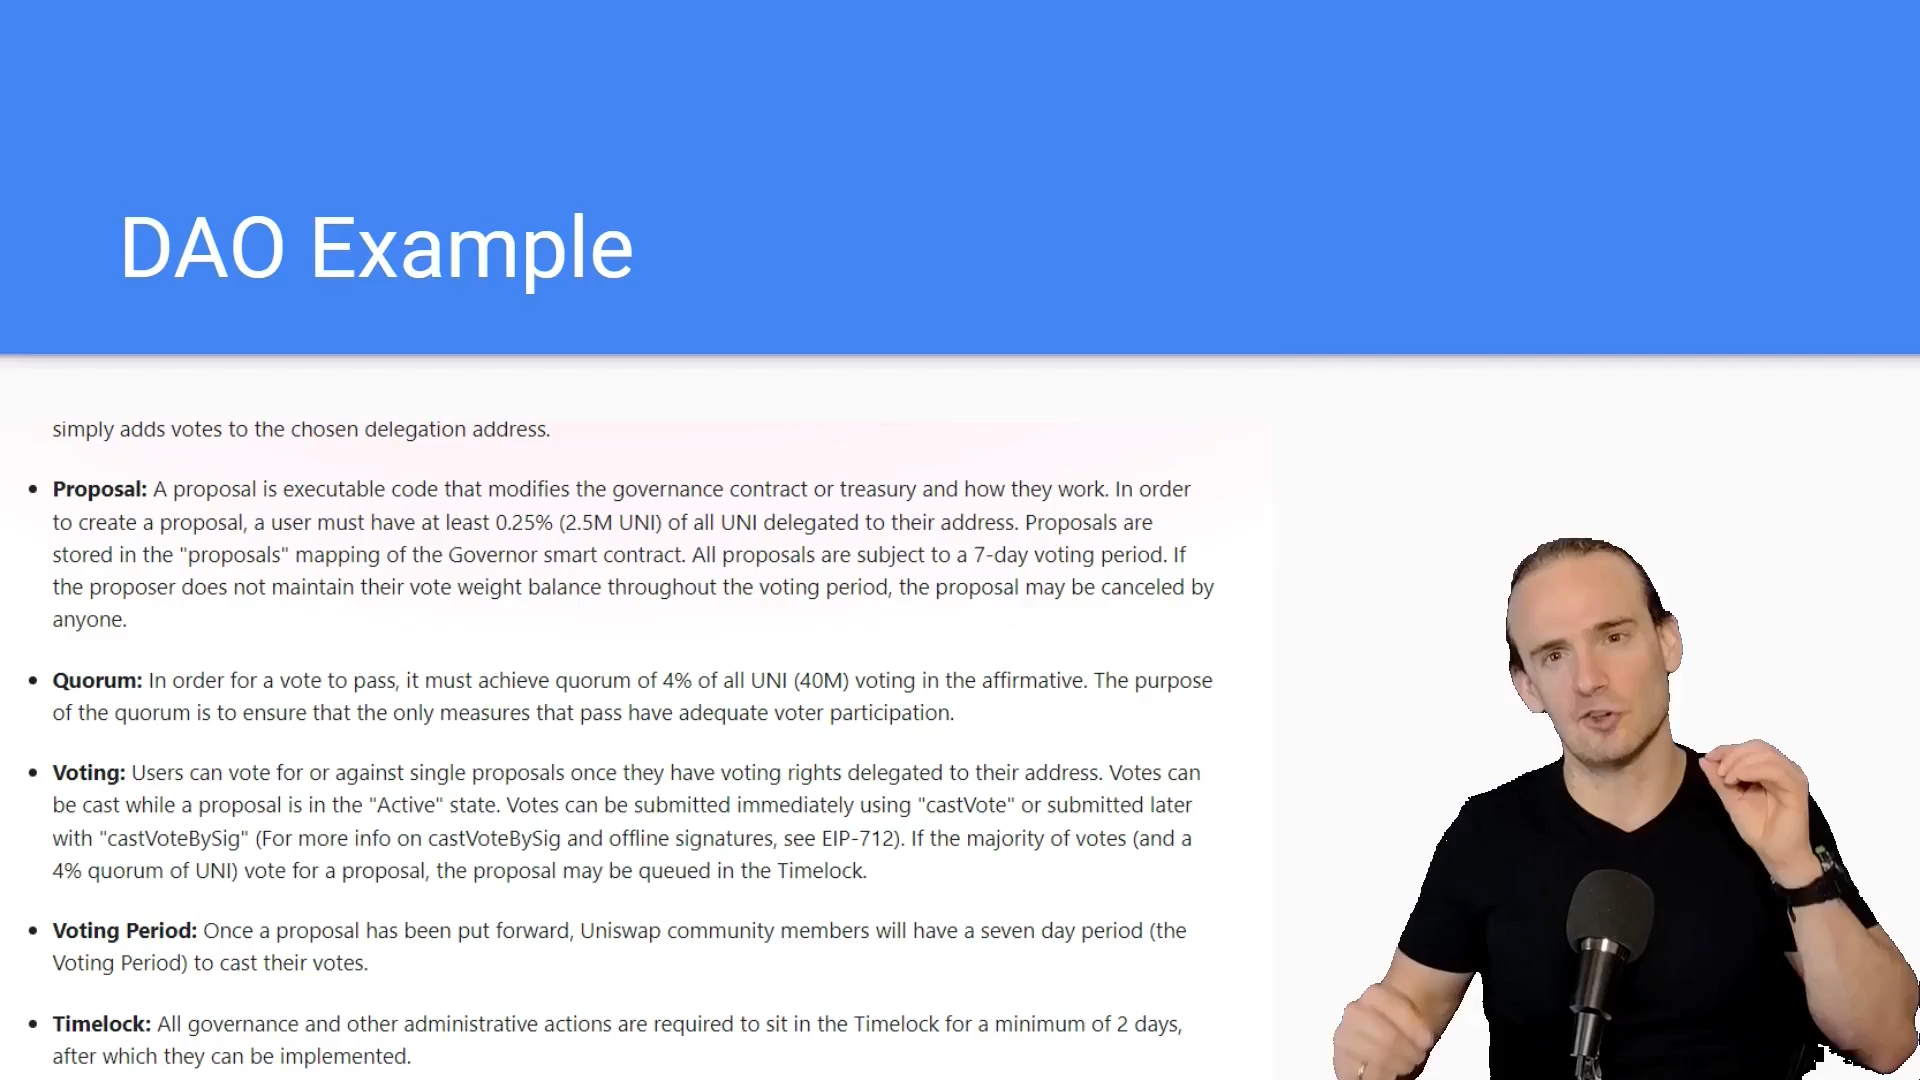 DAO Example
simply adds votes to the chosen delegation address.
• Proposal: A proposal is executable code that modifies the governance contract or treasury and how they work. In order
to create a proposal, a user must have at least 0.25% (2.5M UNI) of all UNI delegated to their address. Proposals are
stored in the "proposals" mapping of the Governor smart contract. All proposals are subject to a 7-day voting period. If
the proposer does not maintain their vote weight balance throughout the voting period, the proposal may be canceled by
anyone.
• Quorum: In order for a vote to pass, it must achieve quorum of 4% of all UNI (40M) voting in the affirmative. The purpose
of the quorum is to ensure that the only measures that pass have adequate voter participation.
• Voting: Users can vote for or against single proposals once they have voting rights delegated to their address. Votes can
be cast while a proposal is in the "Active" state. Votes can be submitted immediately using "castVote" or submitted later
with "castVoteBySig" (For more info on castVoteBySig and offline signatures, see EIP-712). If the majority of votes (and a
4% quorum of UNI) vote for a proposal, the proposal may be queued in the Timelock.
• Voting Period: Once a proposal has been put forward, Uniswap community members will have a seven day period (the
Voting Period) to cast their votes.
• Timelock: All governance and other administrative actions are required to sit in the Timelock for a minimum of 2 days,
after which they can be implemented.